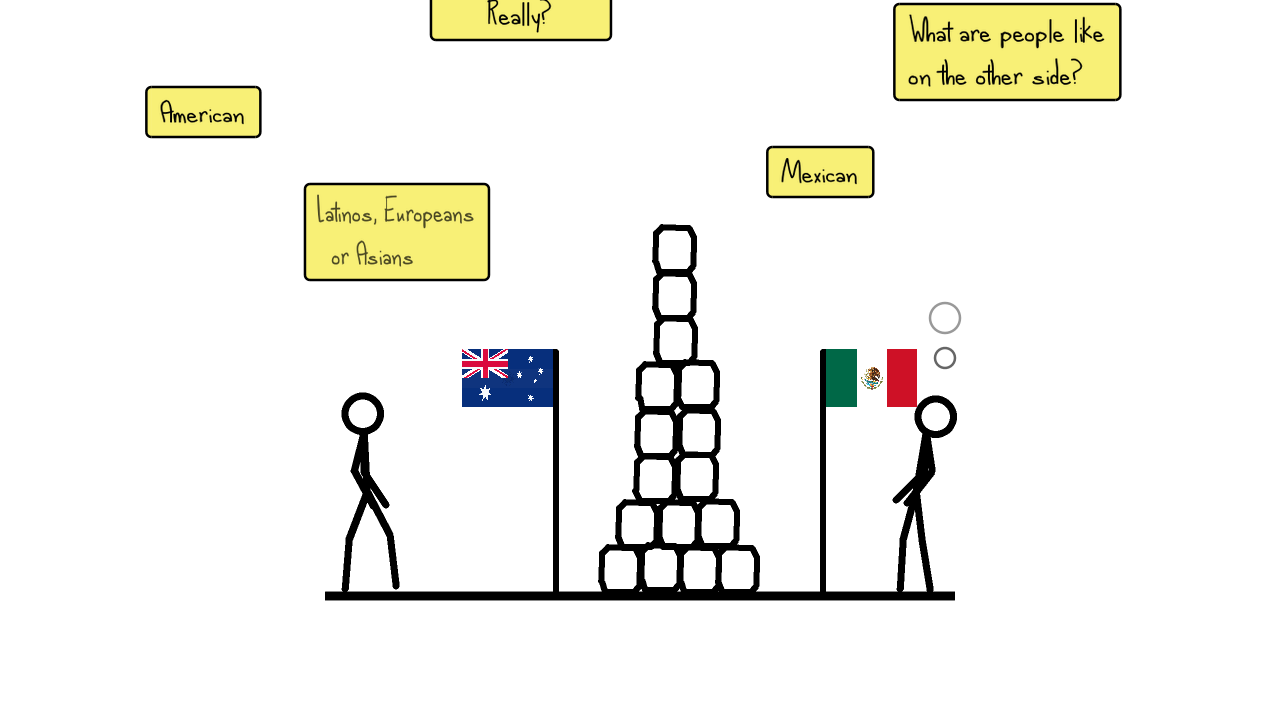 Really?
What are people like
on the other side?
American
Mexican
Latinos, Europeans
or Asians